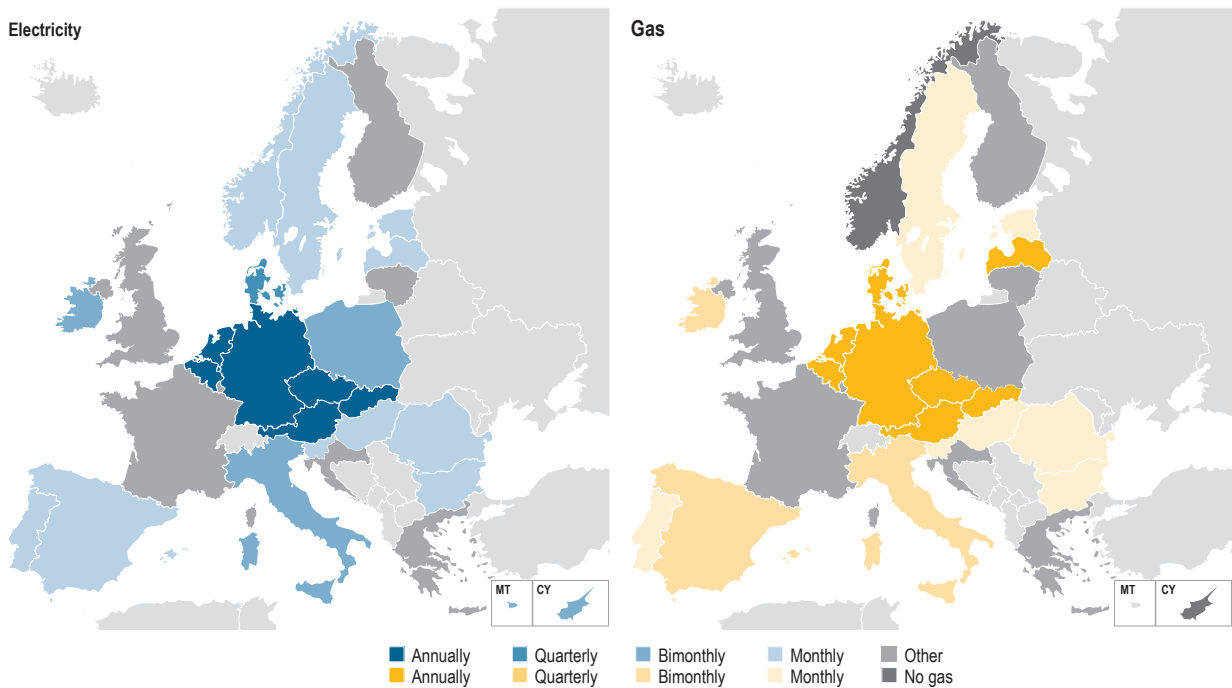 Electricity
Gas
MT CY
MT CY
Annually Quarterly Bimonthly Monthly Other
Annually Quarterly Bimonthly Monthly No gas